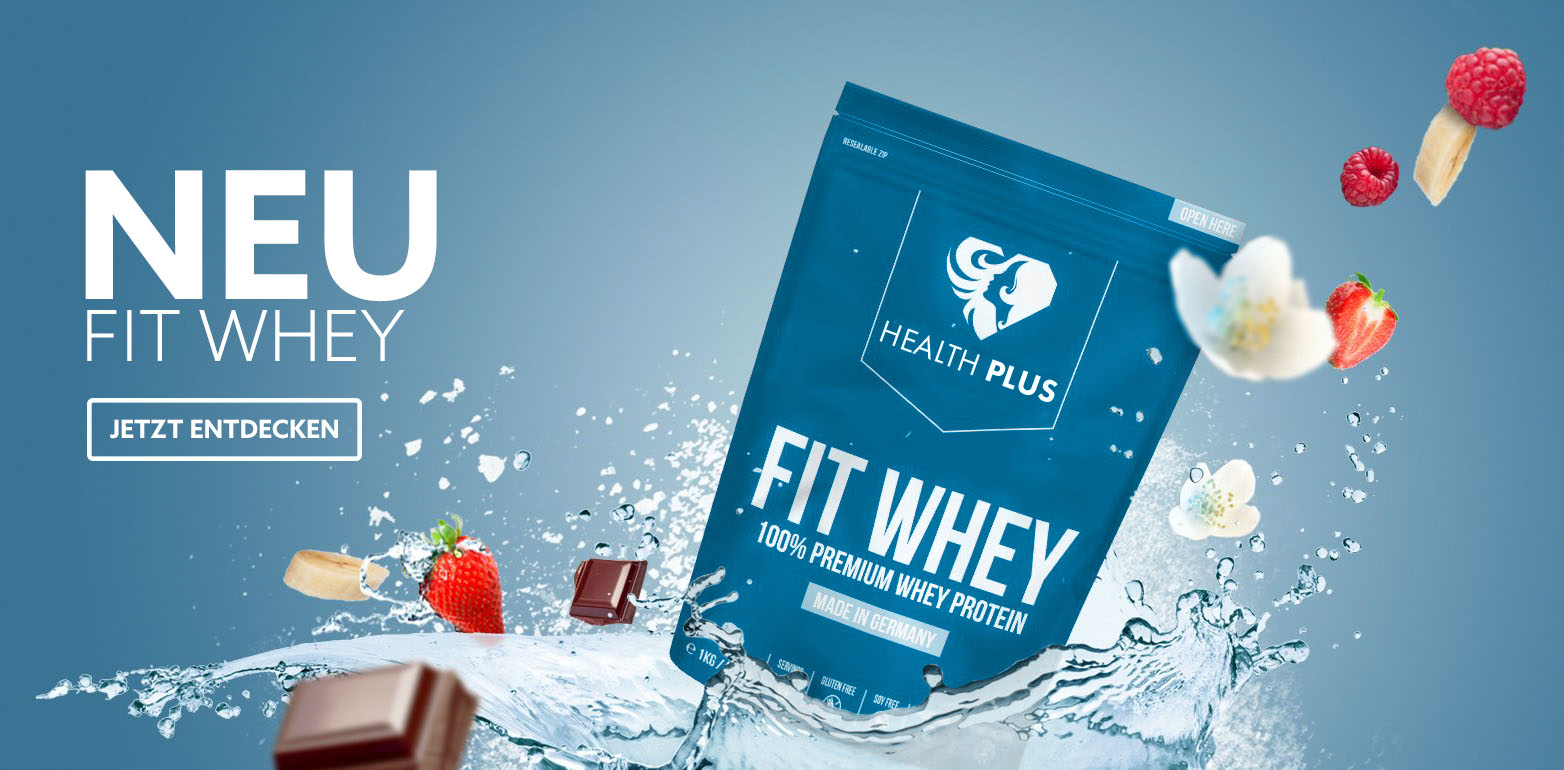 NEU
FIT WHEY
JETZT ENTDECKEN
RESEALABLE ZIP
OPEN HERE
HEALTH PLUS
FIT WHEY
100% PREMIUM WHEY PROTEIN
MADE IN GERMANY
℮ 1KG /
GLUTEN FREE
SOY FREE